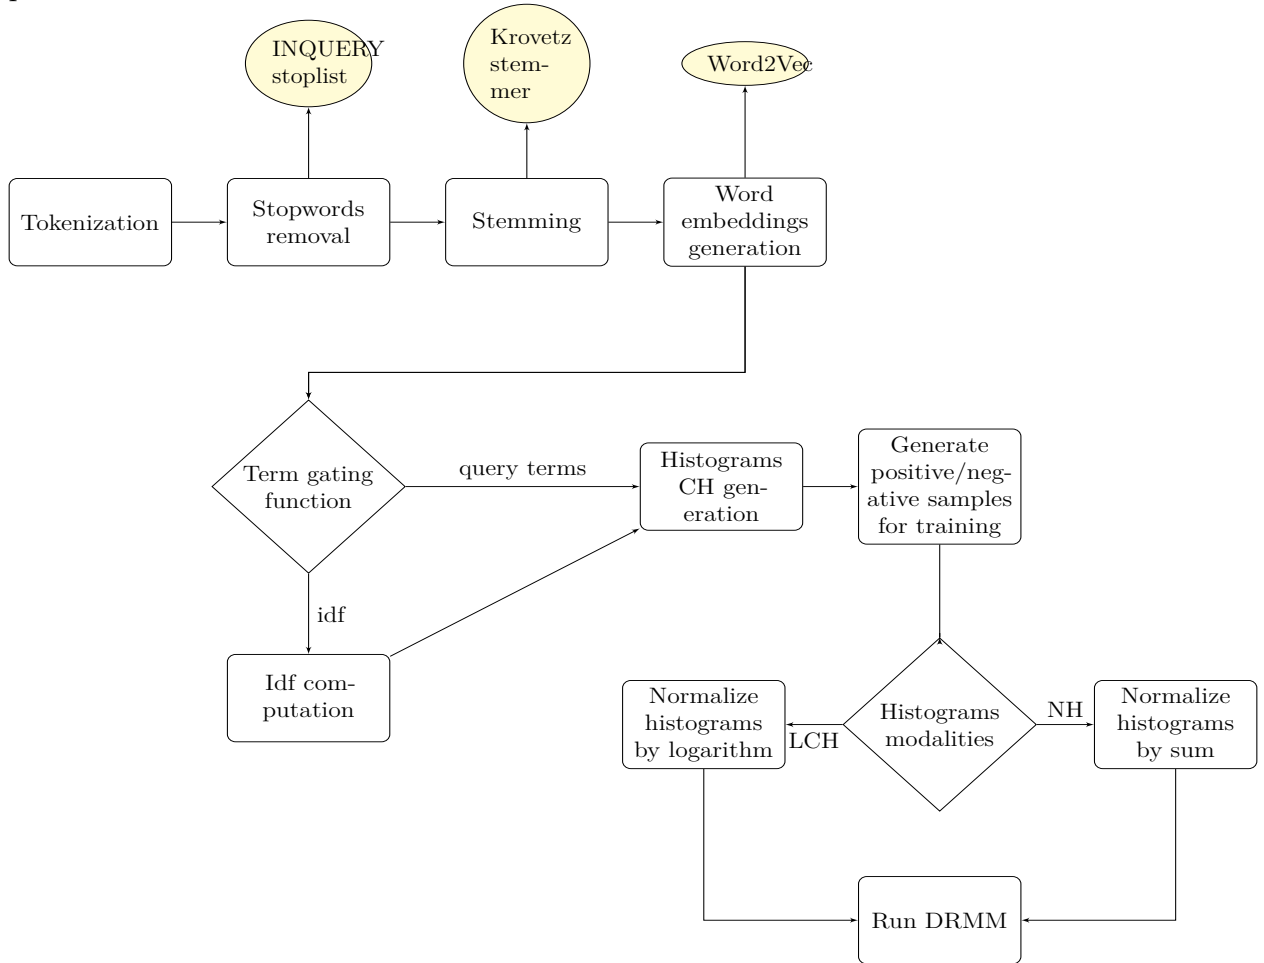 INQUERY
stoplist
Krovetz
stem-
mer
Word2Vec
Tokenization
Stopwords
removal
Stemming
Word
embeddings
generation
Term gating
function
query terms
Histograms
CH gen-
eration
Generate
positive/neg-
ative samples
for training
idf
Idf com-
putation
Normalize
histograms
by logarithm
LCH
Histograms
modalities
NH
Normalize
histograms
by sum
Run DRMM